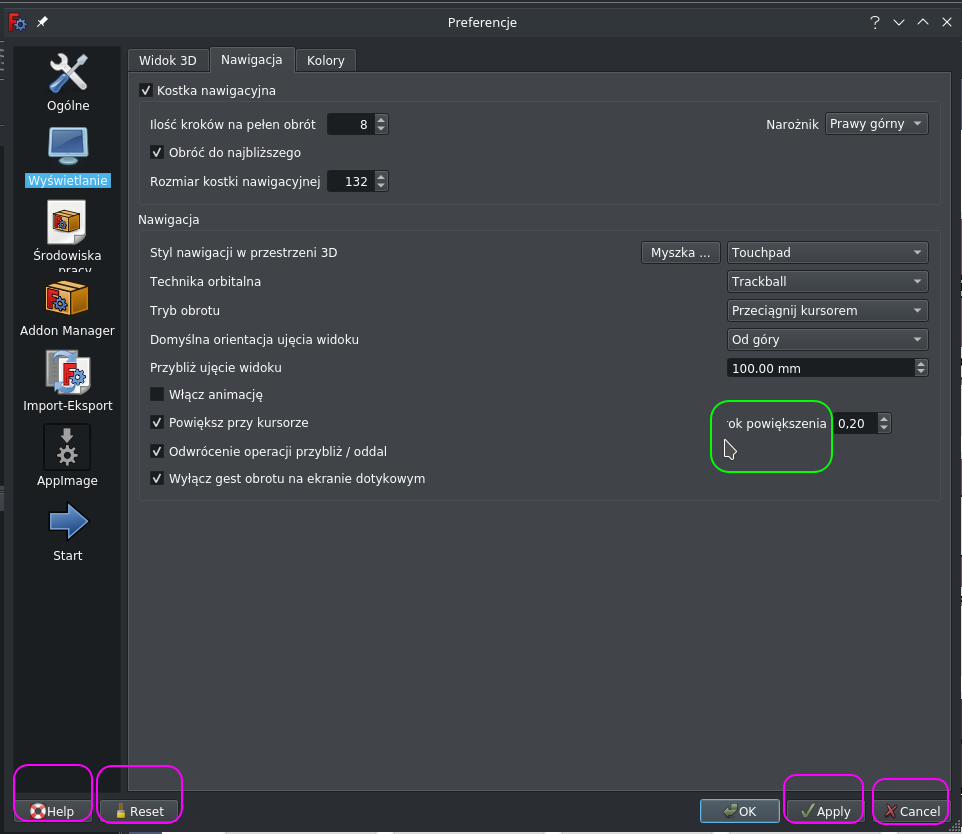 Preferencje
Widok 3D
Nawigacja
Kolory
Ogólne
Wyświetlanie
Środowiska
pracy
Addon Manager
Import-Eksport
AppImage
Start
Kostka nawigacyjna
Ilość kroków na pełen obrót 8
Narożnik Prawy górny
Obróć do najbliższego
Rozmiar kostki nawigacyjnej 132
Nawigacja
Styl nawigacji w przestrzeni 3D Myszka ... Touchpad
Technika orbitalna Trackball
Tryb obrotu Przeciągnij kursorem
Domyślna orientacja ujęcia widoku Od góry
Przybliż ujęcie widoku 100.00 mm
Włącz animację
Powiększ przy kursorze
rok powiększenia 0,20
Odwrócenie operacji przybliż / oddal
Wyłącz gest obrotu na ekranie dotykowym
Help
Reset
OK
Apply
Cancel